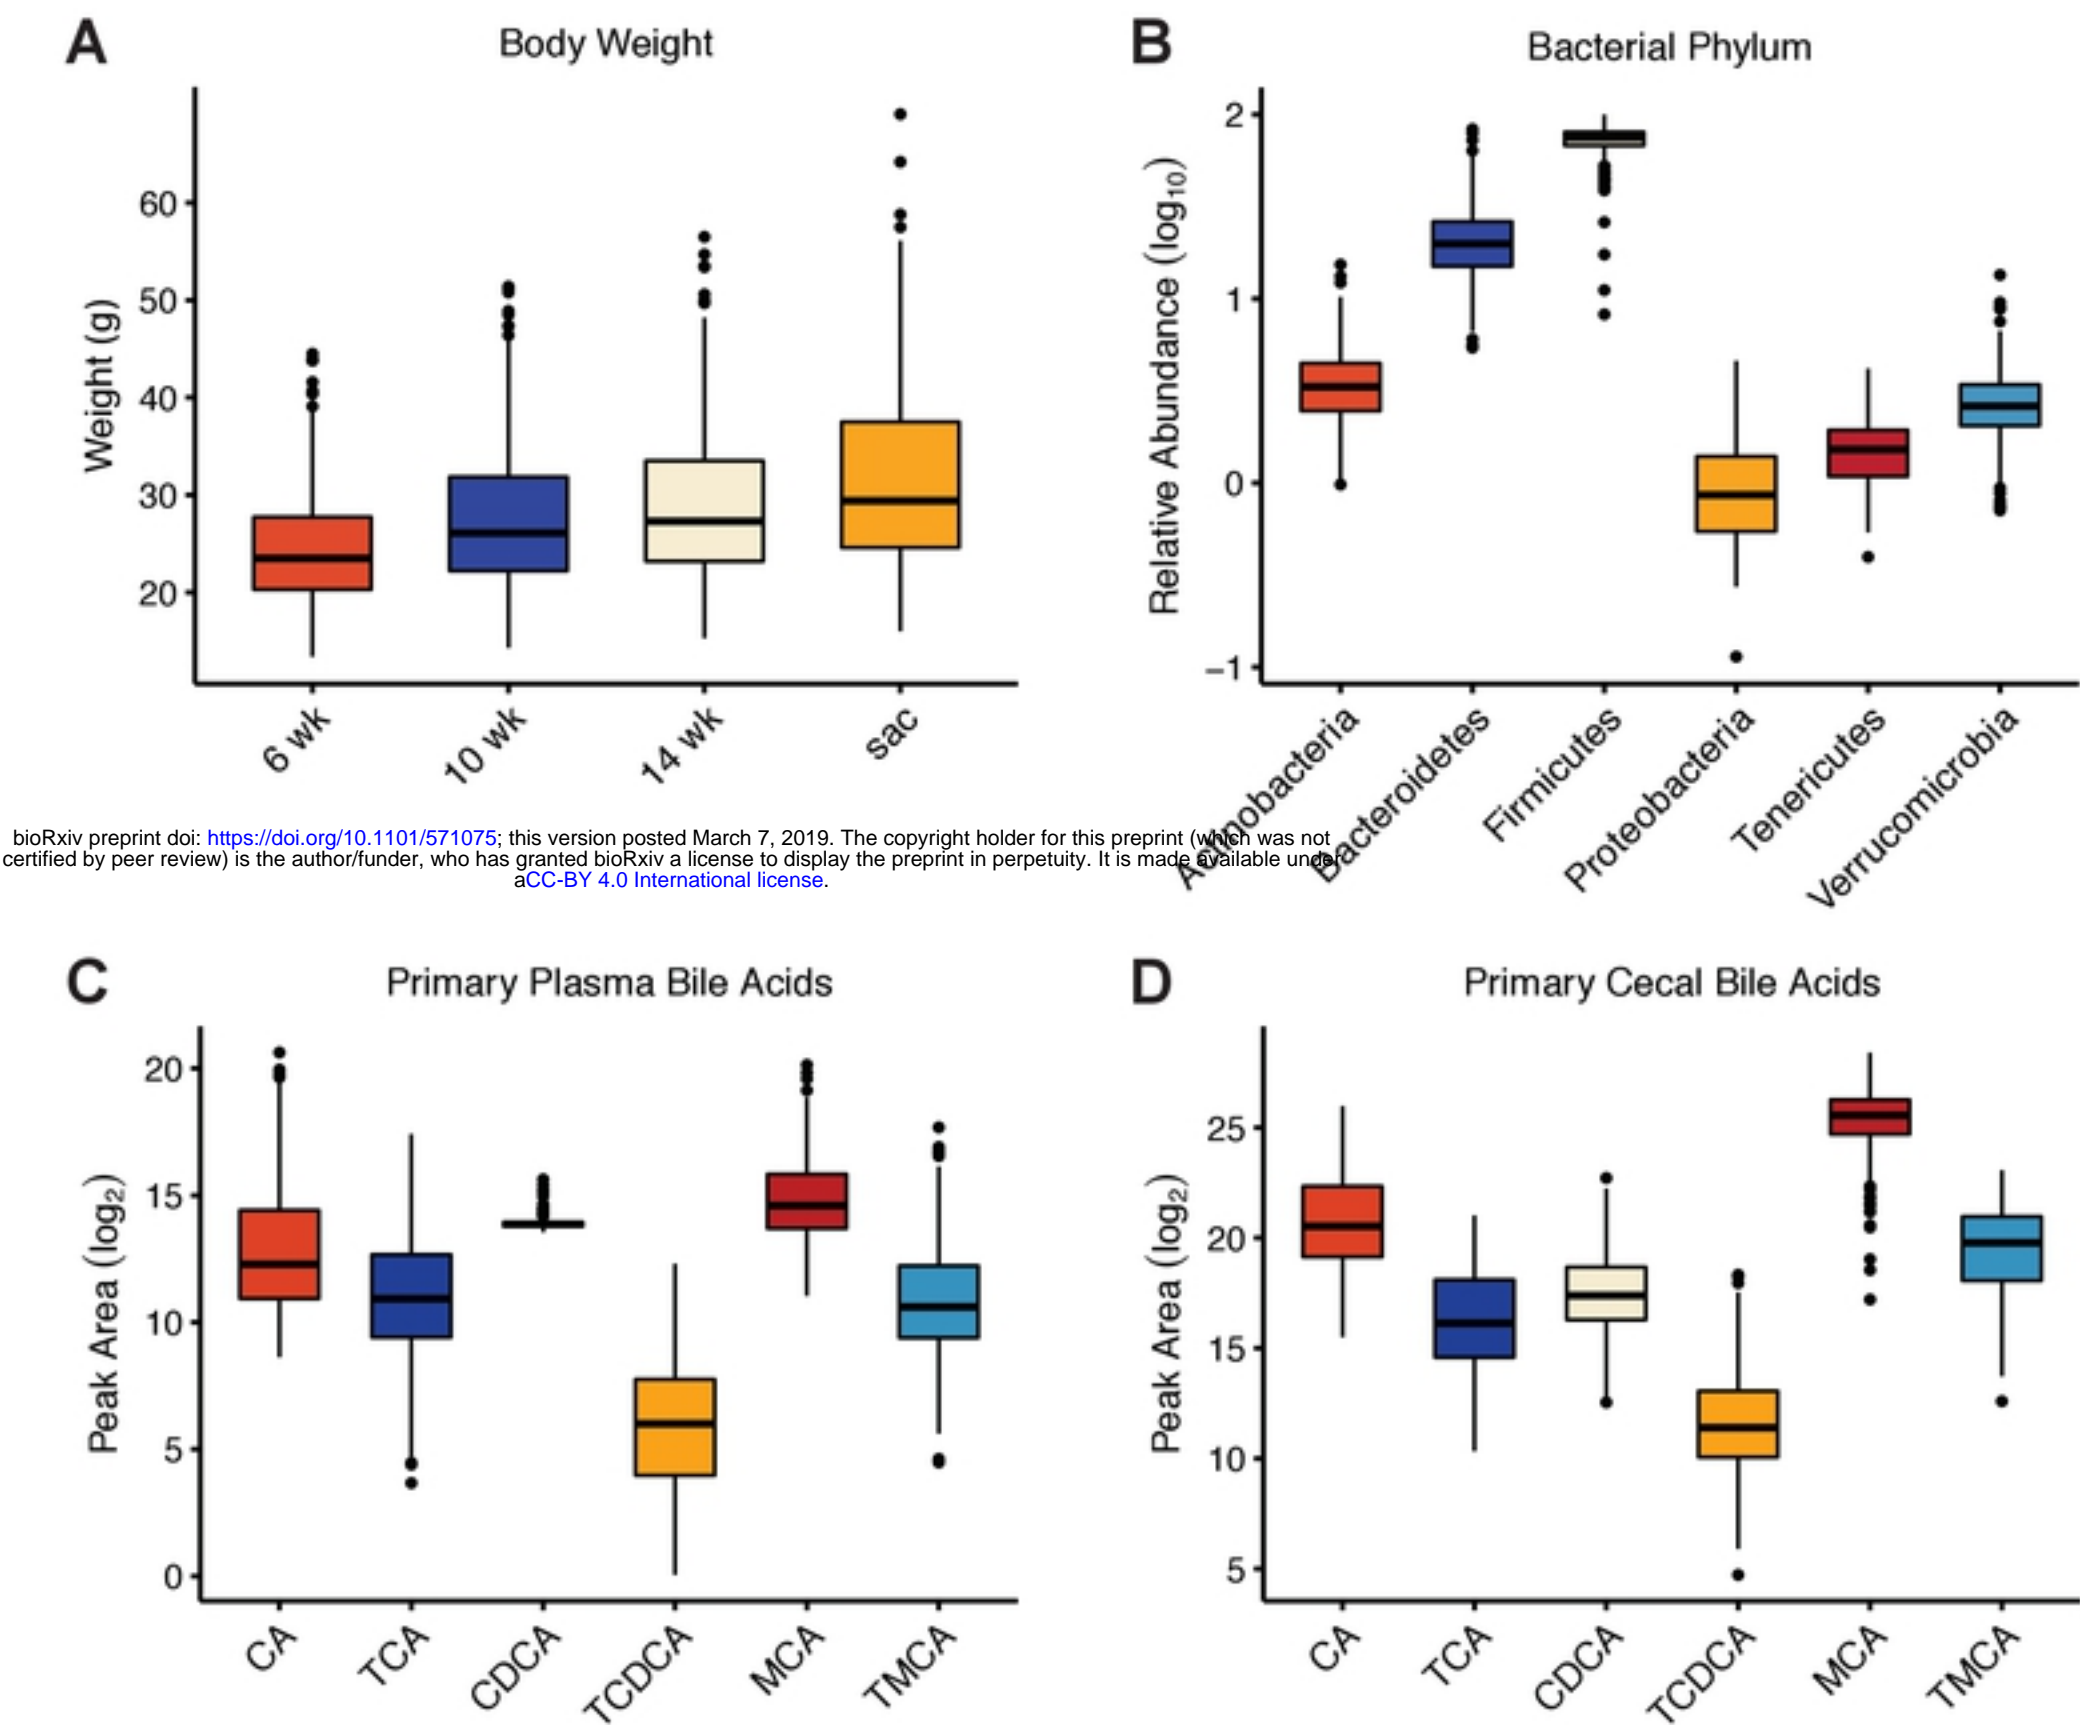 A
Body Weight
Weight (g)
60
50
40
30
20
6 wk
10 wk
14 wk
sac
B
Bacterial Phylum
Relative Abundance (log10)
2
1
0
−1
Actinobacteria
Bacteroidetes
Firmicutes
Proteobacteria
Tenericutes
Verrucomicrobia
bioRxiv preprint doi: https://doi.org/10.1101/571075; this version posted March 7, 2019. The copyright holder for this preprint (which was not
certified by peer review) is the author/funder, who has granted bioRxiv a license to display the preprint in perpetuity. It is made available under
aCC-BY 4.0 International license.
C
Primary Plasma Bile Acids
Peak Area (log2)
20
15
10
5
0
CA
TCA
CDCA
TCDCA
MCA
TMCA
D
Primary Cecal Bile Acids
Peak Area (log2)
25
20
15
10
5
CA
TCA
CDCA
TCDCA
MCA
TMCA